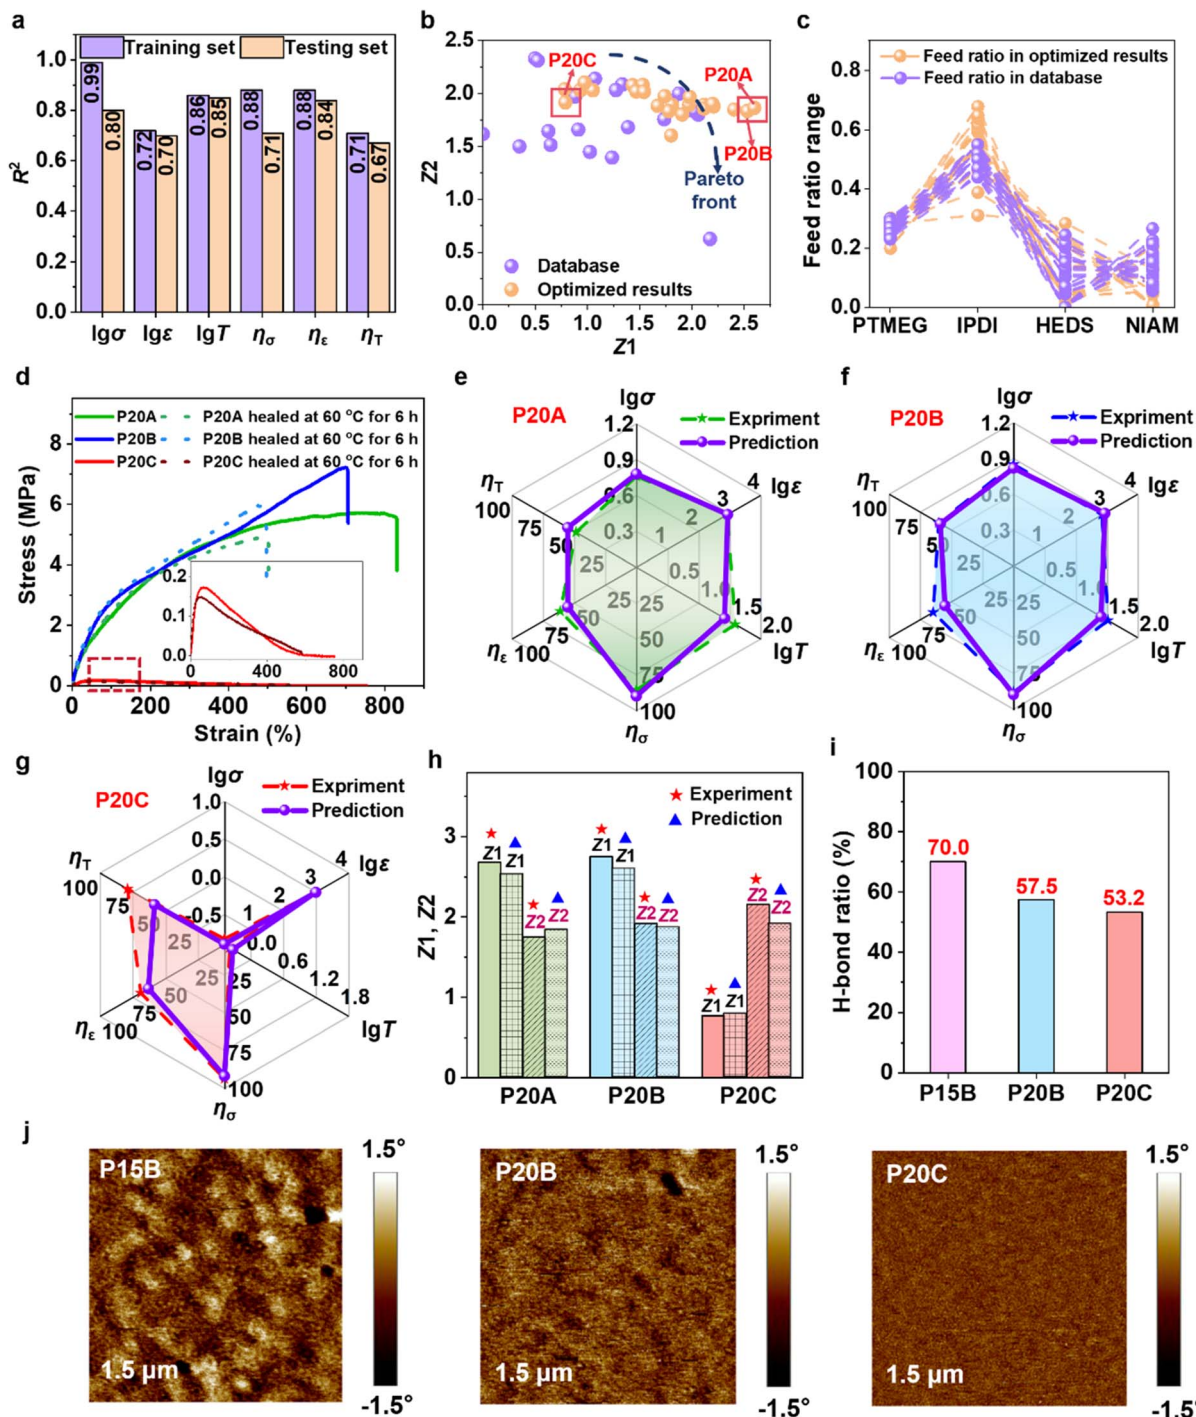 a
Training set
Testing set
R²
1.0
0.8
0.6
0.4
0.2
0.0
0.99
0.80
0.72
0.70
0.86
0.85
0.88
0.71
0.88
0.84
0.71
0.67
lgσ
lgε
lgT
ησ
ηε
ηT
b
Z2
2.5
2.0
1.5
1.0
0.5
0.0
P20C
P20A
P20B
Pareto
front
Database
Optimized results
0.0
0.5
1.0
1.5
2.0
2.5
Z1
c
Feed ratio in optimized results
Feed ratio in database
Feed ratio range
0.8
0.6
0.4
0.2
0.0
PTMEG
IPDI
HEDS
NIAM
d
P20A
P20A healed at 60 °C for 6 h
P20B
P20B healed at 60 °C for 6 h
P20C
P20C healed at 60 °C for 6 h
Stress (MPa)
8
6
4
2
0
0.2
0.1
0.0
0
400
800
0
200
400
600
800
Strain (%)
e
P20A
Expriment
Prediction
lgσ
1.2
0.9
0.6
0.3
lgε
4
3
2
1
lgT
0.5
1.0
1.5
2.0
ησ
25
50
75
100
ηε
25
50
75
100
ηT
25
50
75
100
f
P20B
Expriment
Prediction
lgσ
1.2
0.9
0.6
0.3
lgε
4
3
2
1
lgT
0.5
1.0
1.5
2.0
ησ
25
50
75
100
ηε
25
50
75
100
ηT
25
50
75
100
g
P20C
Expriment
Prediction
lgσ
1.0
0.5
0.0
-0.5
lgε
4
3
2
1
lgT
0.0
0.6
1.2
1.8
ησ
25
50
75
100
ηε
25
50
75
100
ηT
25
50
75
100
h
Experiment
Prediction
Z1, Z2
3
2
1
0
Z1
Z1
Z2
Z2
Z1
Z1
Z2
Z2
Z1
Z1
Z2
Z2
P20A
P20B
P20C
i
H-bond ratio (%)
100
80
60
40
20
0
70.0
57.5
53.2
P15B
P20B
P20C
j
P15B
1.5 μm
1.5°
-1.5°
P20B
1.5 μm
1.5°
-1.5°
P20C
1.5 μm
1.5°
-1.5°